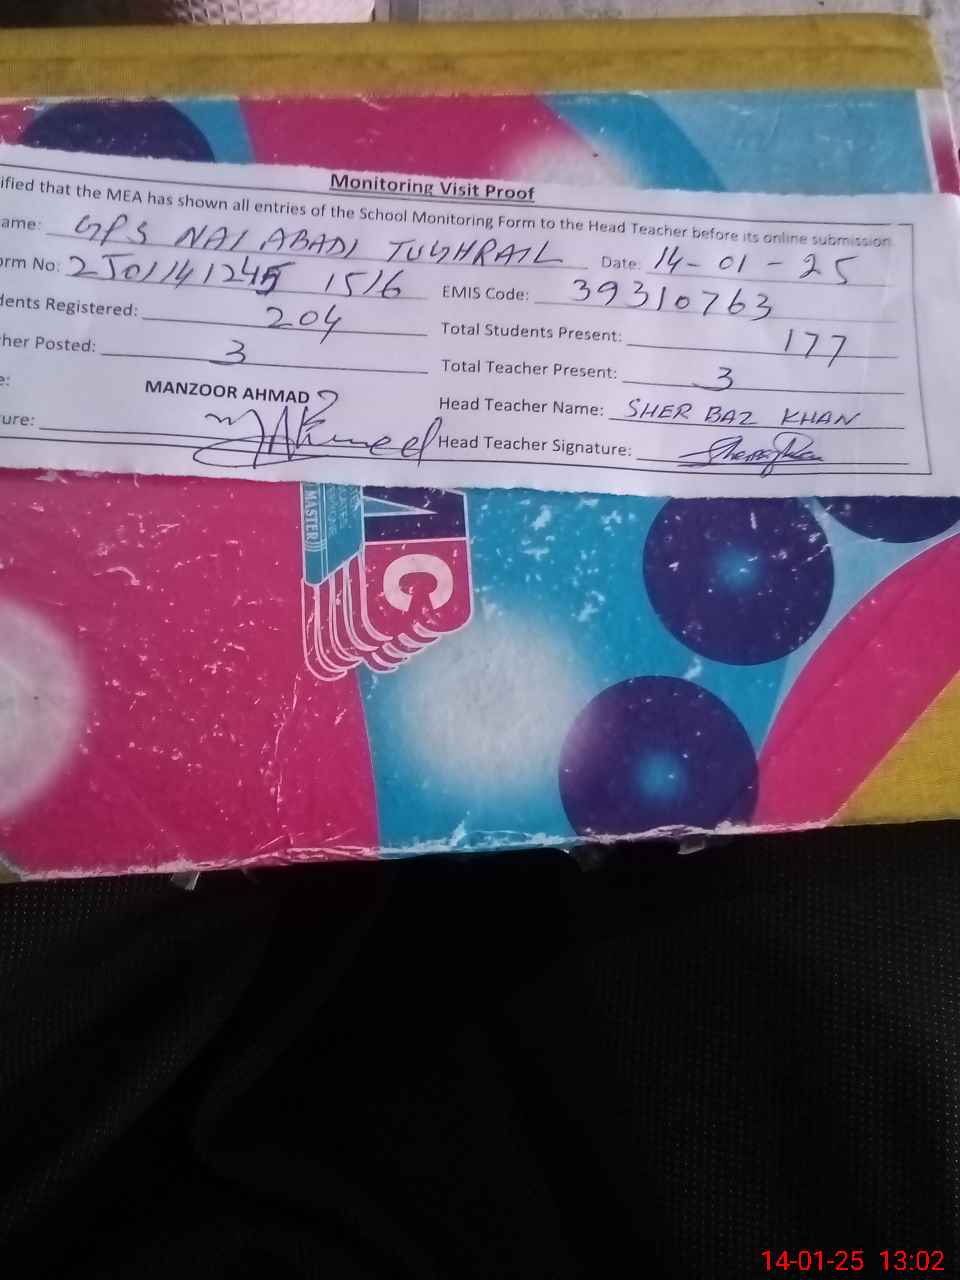 Monitoring Visit Proof
ified that the MEA has shown all entries of the School Monitoring Form to the Head Teacher before its online submission
ame: GPS NAI ABADI TUGHRAIL Date: 14-01-25
orm No: 2501141245 1516 EMIS Code: 39310763
dents Registered: 204 Total Students Present: 177
her Posted: 3 Total Teacher Present: 3
e: MANZOOR AHMAD Head Teacher Name: SHER BAZ KHAN
ure: Head Teacher Signature:
MASTER
C
14-01-25 13:02